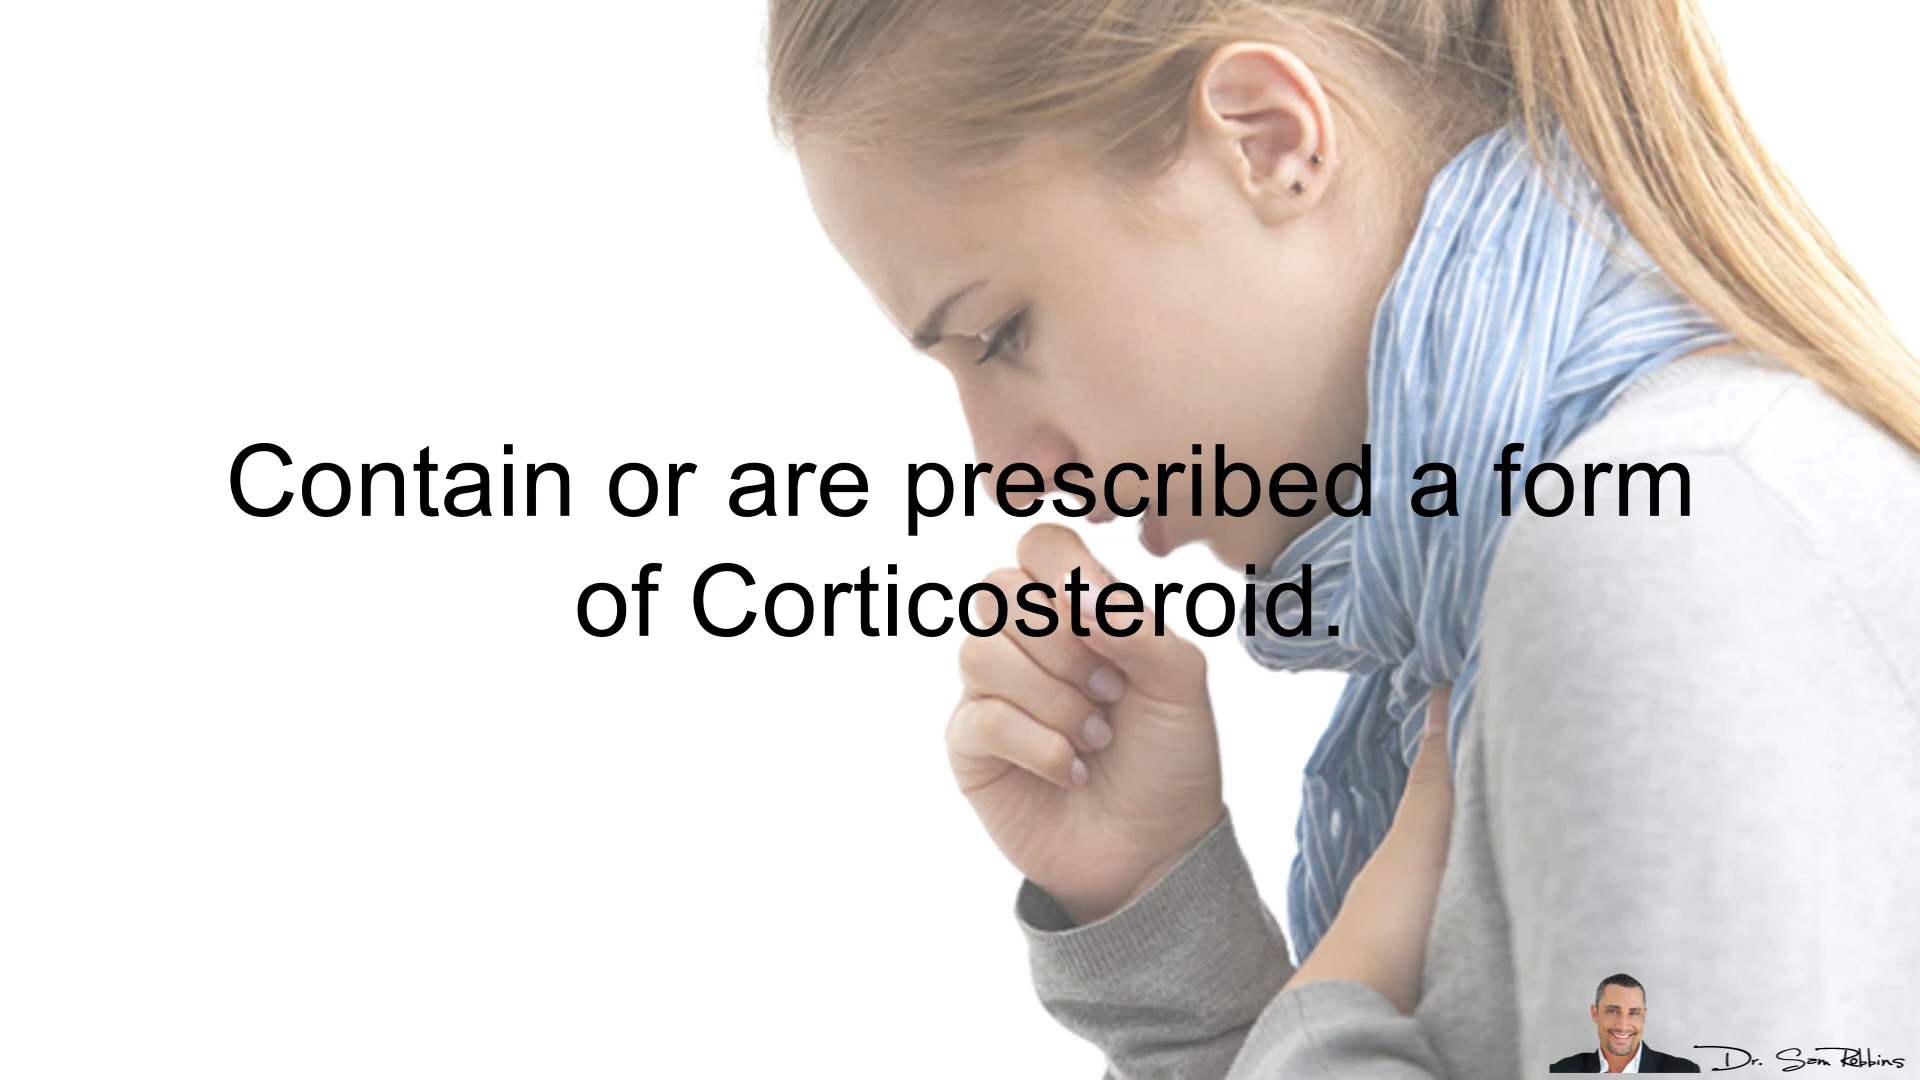 Contain or are prescribed a form
of Corticosteroid.
Dr. Sam Robbins